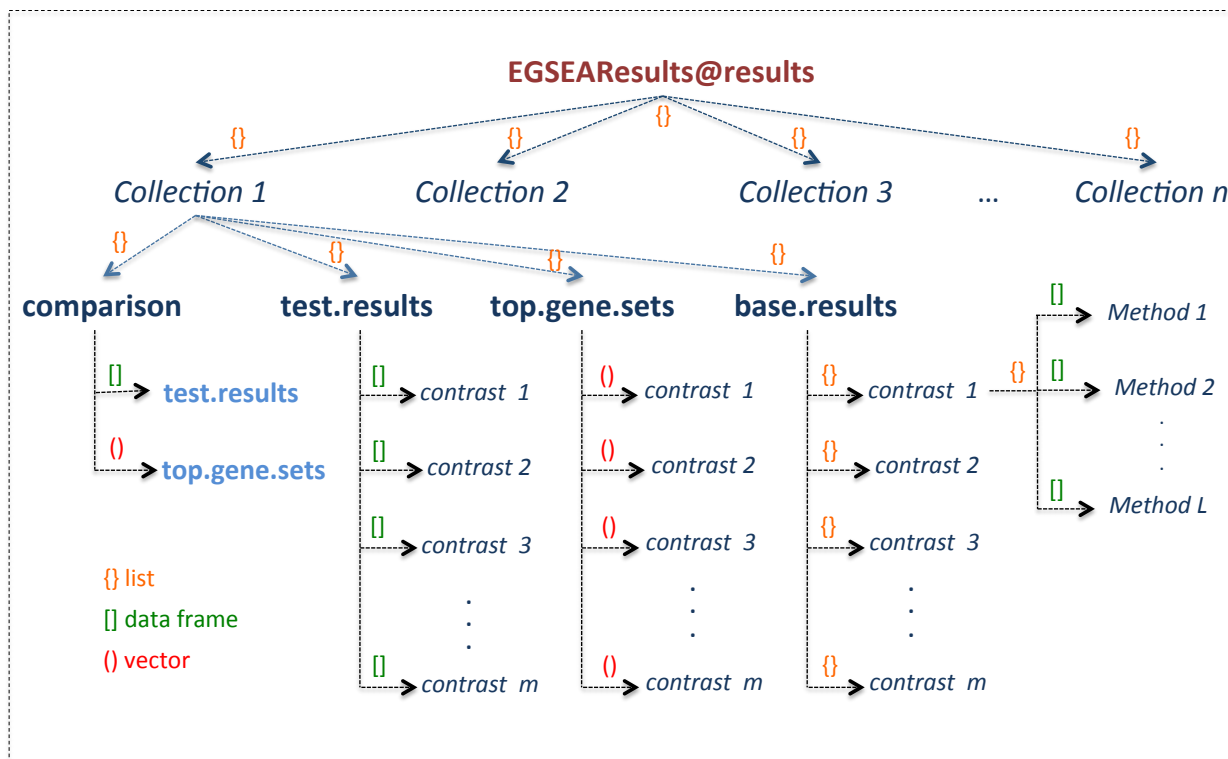 EGSEAResults@results
{} {} {} {} {}
Collection 1 Collection 2 Collection 3 ... Collection n
{} {} {} {}
comparison test.results top.gene.sets base.results
[] test.results
() top.gene.sets
[] contrast 1 () contrast 1 {} contrast 1 {}
[] contrast 2 () contrast 2 {} contrast 2
[] contrast 3 () contrast 3 {} contrast 3
. . .
. . .
. . .
[] contrast m () contrast m {} contrast m
[] Method 1
[] Method 2
.
.
.
[] Method L
{} list
[] data frame
() vector